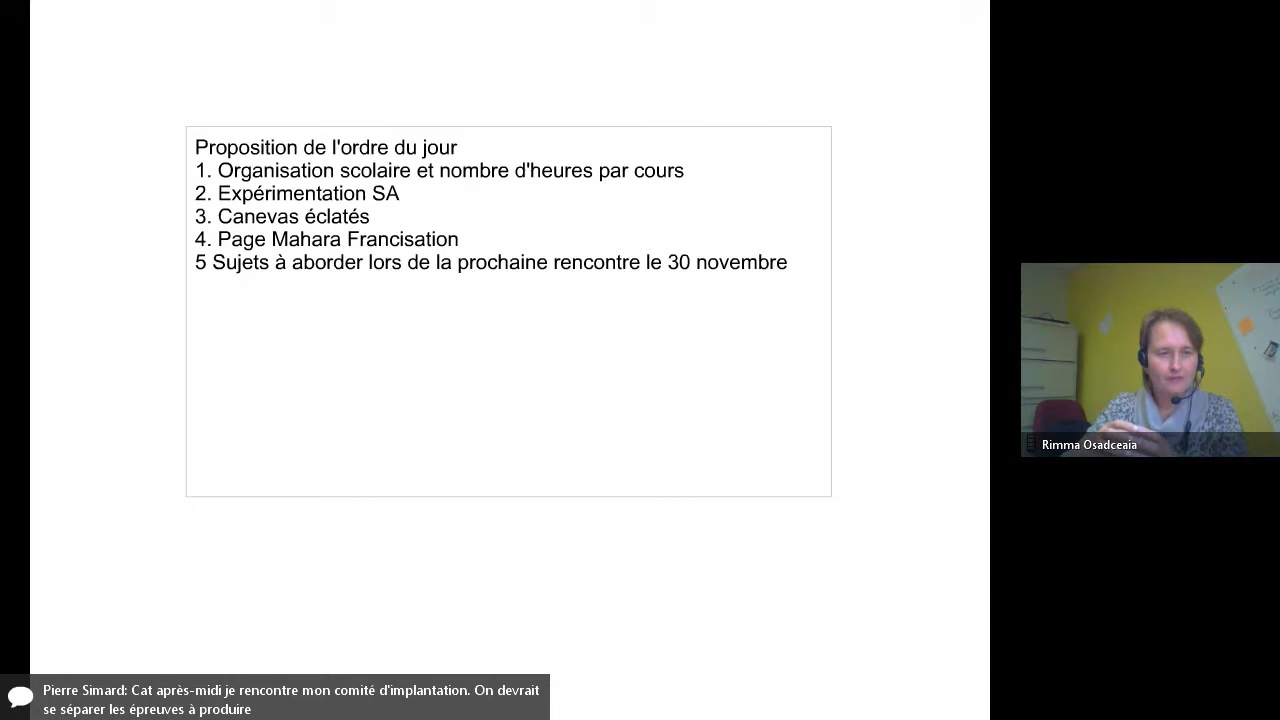 Proposition de l'ordre du jour
1. Organisation scolaire et nombre d'heures par cours
2. Expérimentation SA
3. Canevas éclatés
4. Page Mahara Francisation
5 Sujets à aborder lors de la prochaine rencontre le 30 novembre
Rimma Osadceaia
Pierre Simard: Cat après-midi je rencontre mon comité d'implantation. On devrait
se séparer les épreuves à produire